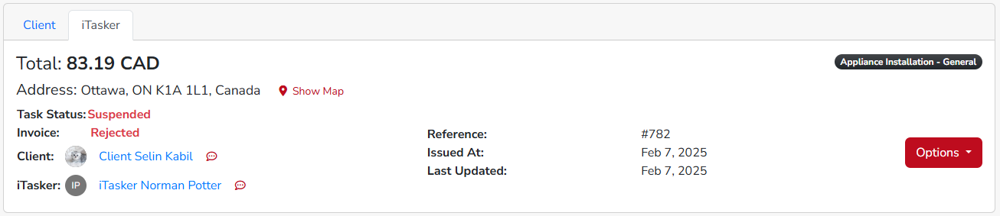 Client
iTasker
Total: 83.19 CAD
Appliance Installation - General
Address: Ottawa, ON K1A 1L1, Canada
Show Map
Task Status: Suspended
Invoice: Rejected
Client: Client Selin Kabil
iTasker: IP iTasker Norman Potter
Reference: #782
Issued At: Feb 7, 2025
Last Updated: Feb 7, 2025
Options